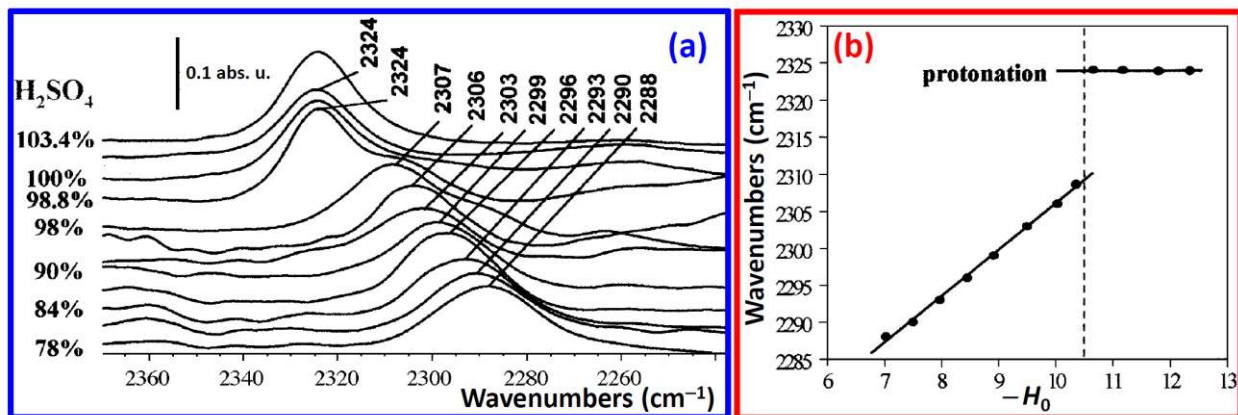 (a)
0.1 abs. u.
H₂SO₄
103.4%
100%
98.8%
98%
90%
84%
78%
2324
2324
2307
2306
2303
2299
2296
2293
2290
2288
2360 2340 2320 2300 2280 2260
Wavenumbers (cm⁻¹)
(b)
protonation
Wavenumbers (cm⁻¹)
2330
2325
2320
2315
2310
2305
2300
2295
2290
2285
6 7 8 9 10 11 12 13
−H₀